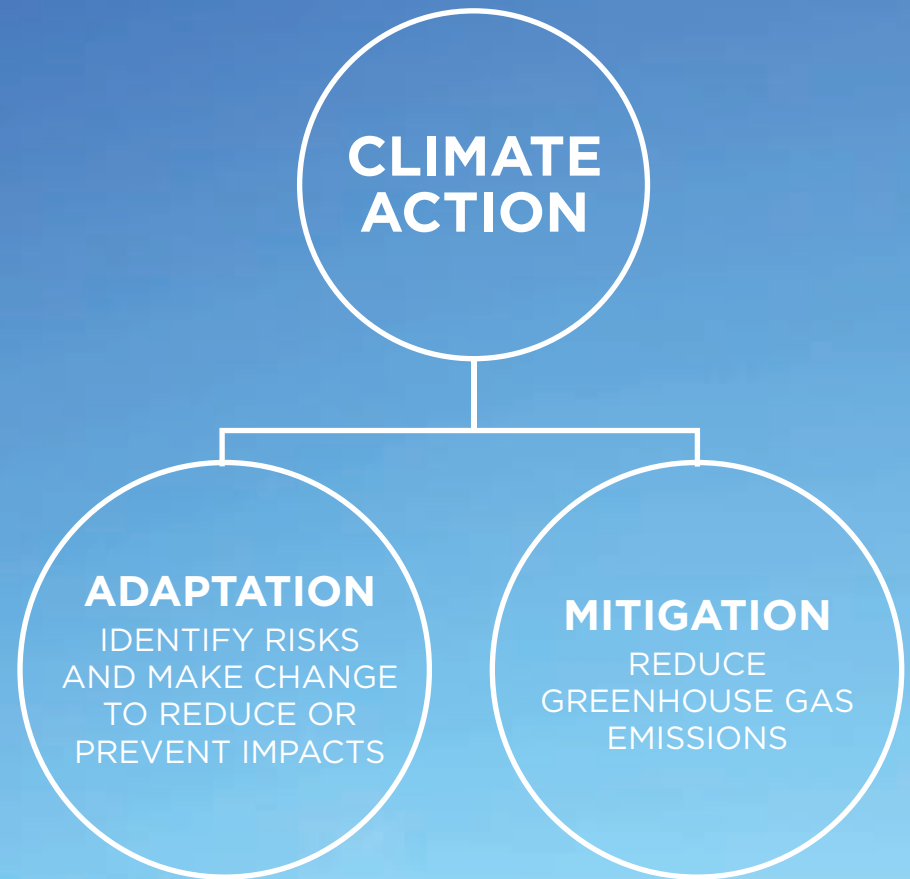 CLIMATE
ACTION
ADAPTATION
IDENTIFY RISKS
AND MAKE CHANGE
TO REDUCE OR
PREVENT IMPACTS
MITIGATION
REDUCE
GREENHOUSE GAS
EMISSIONS